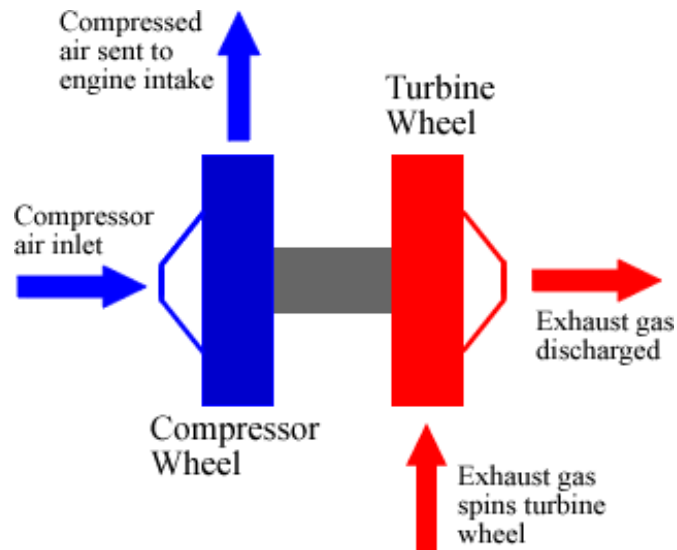 Compressed
air sent to
engine intake
Turbine
Wheel
Compressor
air inlet
Exhaust gas
discharged
Compressor
Wheel
Exhaust gas
spins turbine
wheel